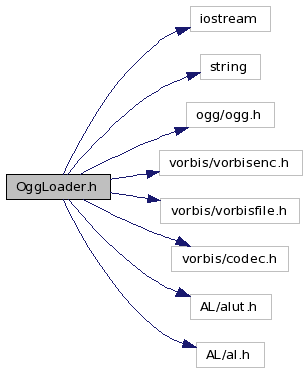 iostream
string
ogg/ogg.h
vorbis/vorbisenc.h
OggLoader.h
vorbis/vorbisfile.h
vorbis/codec.h
AL/alut.h
AL/al.h